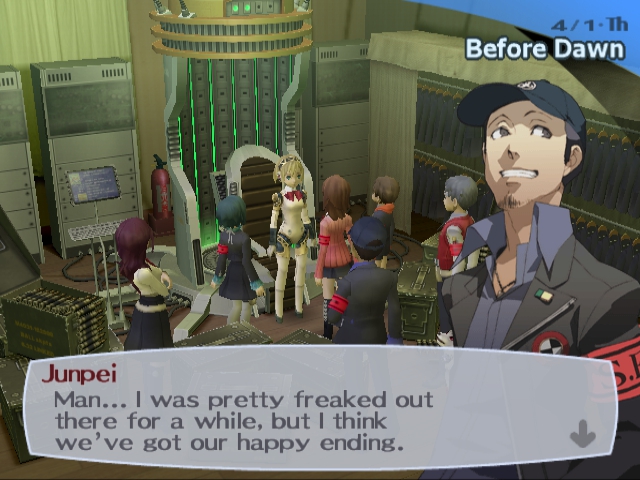 4/1・Th
Before Dawn
Junpei
Man... I was pretty freaked out
there for a while, but I think
we've got our happy ending.
S.